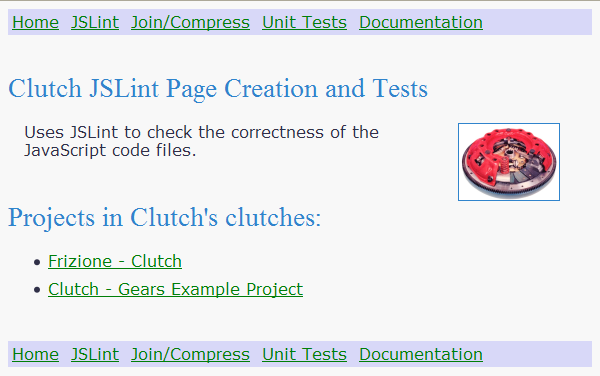 Home JSLint Join/Compress Unit Tests Documentation
Clutch JSLint Page Creation and Tests
Uses JSLint to check the correctness of the
JavaScript code files.
Projects in Clutch's clutches:
Frizione - Clutch
Clutch - Gears Example Project
Home JSLint Join/Compress Unit Tests Documentation